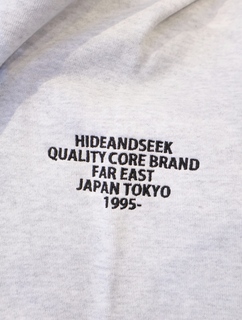 HIDEANDSEEK
QUALITY CORE BRAND
FAR EAST
JAPAN TOKYO
1995-